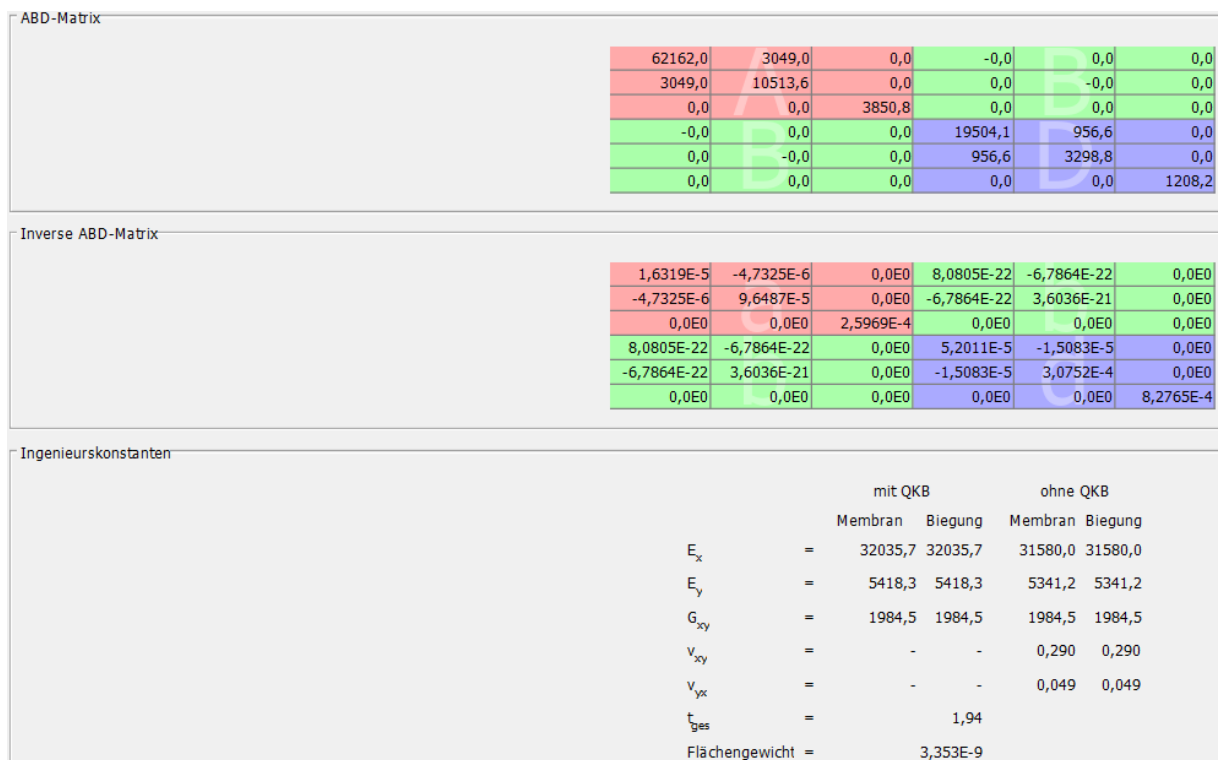 ABD-Matrix
62162,0 3049,0 0,0 -0,0 0,0 0,0
3049,0 10513,6 0,0 0,0 -0,0 0,0
0,0 0,0 3850,8 0,0 0,0 0,0
-0,0 0,0 0,0 19504,1 956,6 0,0
0,0 -0,0 0,0 956,6 3298,8 0,0
0,0 0,0 0,0 0,0 0,0 1208,2
A B
B D
Inverse ABD-Matrix
1,6319E-5 -4,7325E-6 0,0E0 8,0805E-22 -6,7864E-22 0,0E0
-4,7325E-6 9,6487E-5 0,0E0 -6,7864E-22 3,6036E-21 0,0E0
0,0E0 0,0E0 2,5969E-4 0,0E0 0,0E0 0,0E0
8,0805E-22 -6,7864E-22 0,0E0 5,2011E-5 -1,5083E-5 0,0E0
-6,7864E-22 3,6036E-21 0,0E0 -1,5083E-5 3,0752E-4 0,0E0
0,0E0 0,0E0 0,0E0 0,0E0 0,0E0 8,2765E-4
a b
b d
Ingenieurskonstanten
mit QKB ohne QKB
Membran Biegung Membran Biegung
Ex = 32035,7 32035,7 31580,0 31580,0
Ey = 5418,3 5418,3 5341,2 5341,2
Gxy = 1984,5 1984,5 1984,5 1984,5
vxy = - - 0,290 0,290
vyx = - - 0,049 0,049
tges = 1,94
Flächengewicht = 3,353E-9